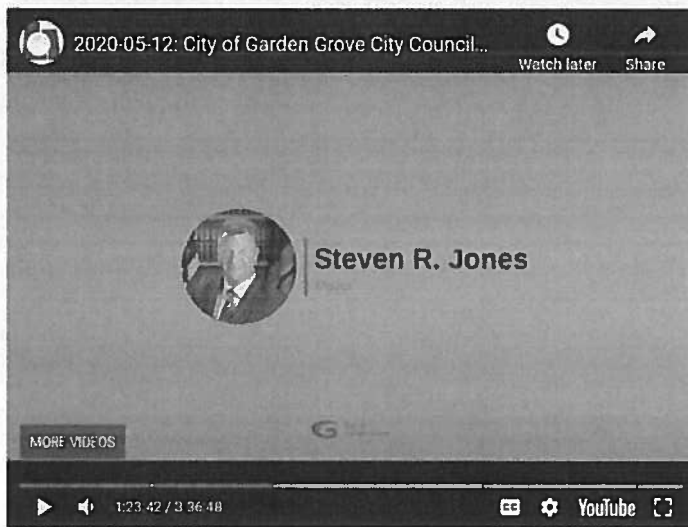 2020-05-12: City of Garden Grove City Council...
Watch later
Share
Steven R. Jones
G
MORE VIDEOS
1:23:42 / 3:36:48
CC
YouTube